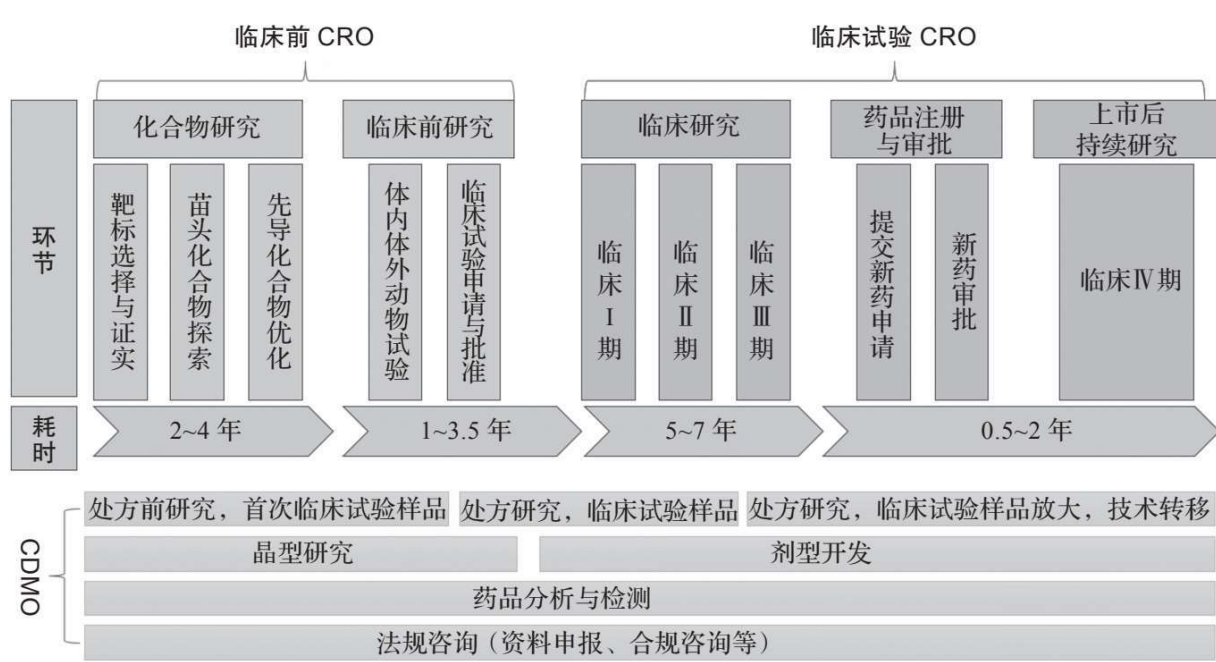 临床前 CRO
临床试验 CRO
环节
化合物研究
临床前研究
临床研究
药品注册
与审批
上市后
持续研究
靶标选择与证实
苗头化合物探索
先导化合物优化
体内体外动物试验
临床试验申请与批准
临床Ⅰ期
临床Ⅱ期
临床Ⅲ期
提交新药申请
新药审批
临床Ⅳ期
耗时
2~4 年
1~3.5 年
5~7 年
0.5~2 年
CDMO
处方前研究，首次临床试验样品
处方研究，临床试验样品
处方研究，临床试验样品放大，技术转移
晶型研究
剂型开发
药品分析与检测
法规咨询（资料申报、合规咨询等）